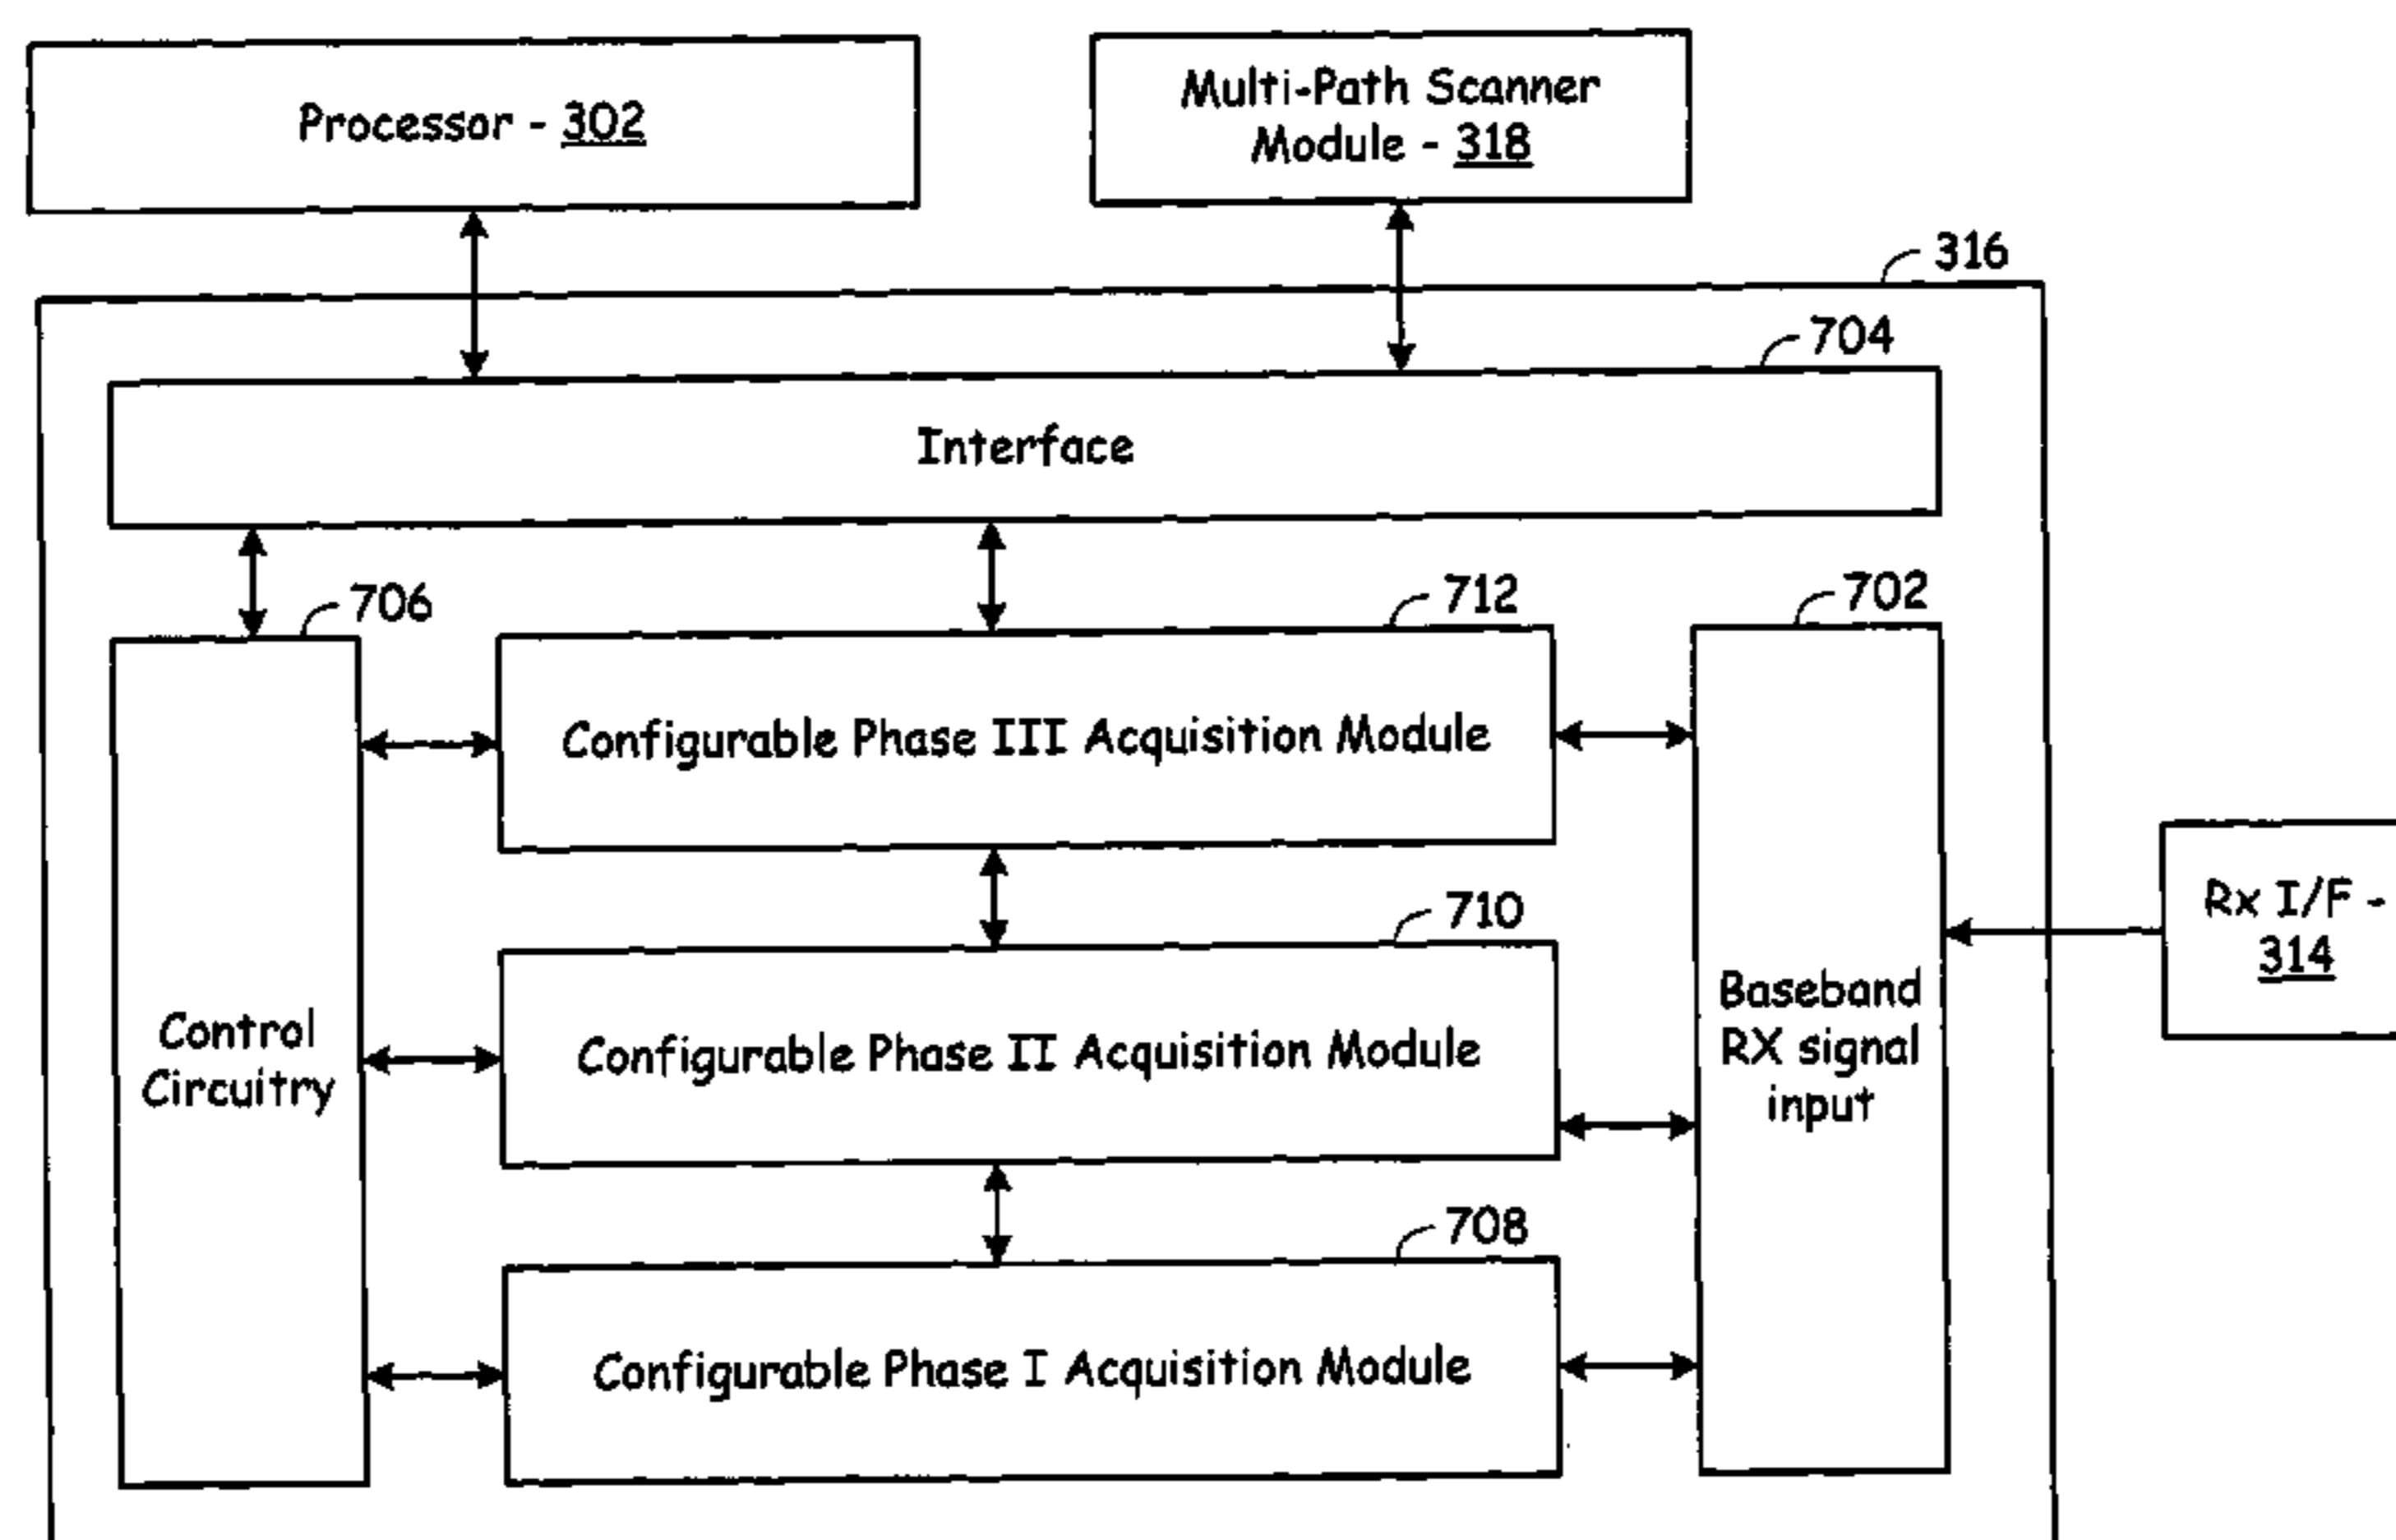 Processor - 302
Multi-Path Scanner
Module - 318
316
704
Interface
706
712
702
Configurable Phase III Acquisition Module
710
Rx I/F -
314
Control
Circuitry
Configurable Phase II Acquisition Module
Baseband
RX signal
input
708
Configurable Phase I Acquisition Module